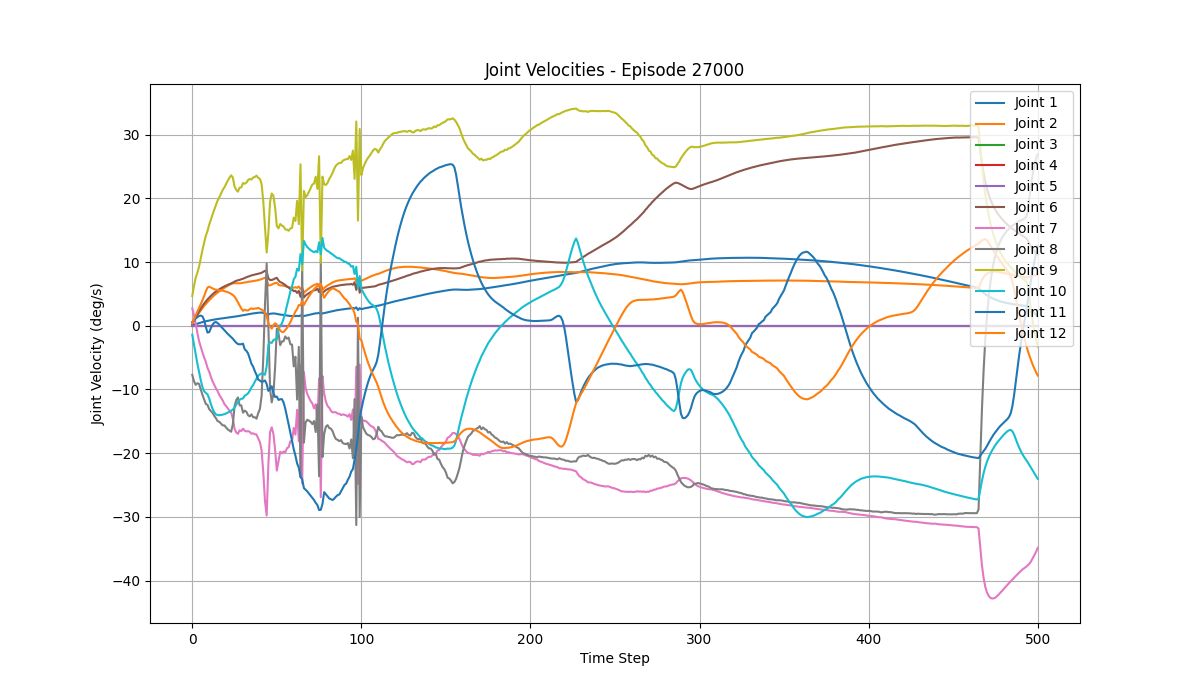 Joint Velocities - Episode 27000
Joint Velocity (deg/s)
30
20
10
0
−10
−20
−30
−40
0
100
200
300
400
500
Time Step
Joint 1
Joint 2
Joint 3
Joint 4
Joint 5
Joint 6
Joint 7
Joint 8
Joint 9
Joint 10
Joint 11
Joint 12